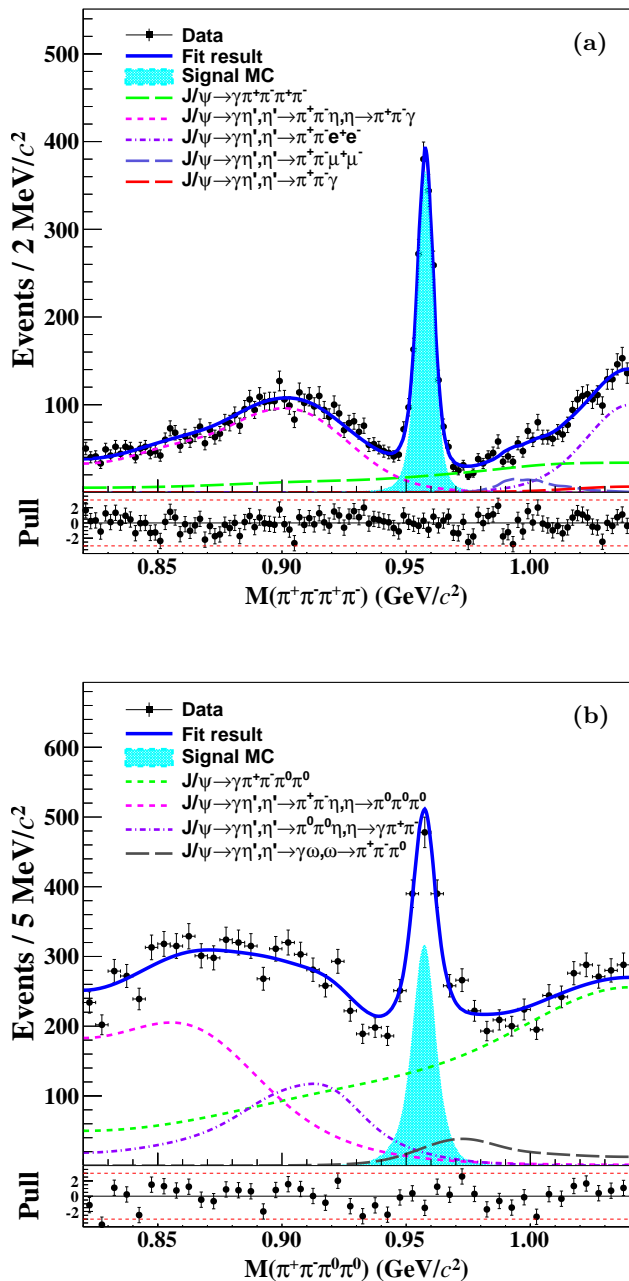 (a)
Data
Fit result
Signal MC
J/ψ→γπ⁺π⁻π⁺π⁻
J/ψ→γη',η'→π⁺π⁻η,η→π⁺π⁻γ
J/ψ→γη',η'→π⁺π⁻e⁺e⁻
J/ψ→γη',η'→π⁺π⁻μ⁺μ⁻
J/ψ→γη',η'→π⁺π⁻γ
Events / 2 MeV/c²
500
400
300
200
100
Pull
2
0
-2
0.85 0.90 0.95 1.00
M(π⁺π⁻π⁺π⁻) (GeV/c²)
(b)
Data
Fit result
Signal MC
J/ψ→γπ⁺π⁻π⁰π⁰
J/ψ→γη',η'→π⁺π⁻η,η→π⁰π⁰π⁰
J/ψ→γη',η'→π⁰π⁰η,η→γπ⁺π⁻
J/ψ→γη',η'→γω,ω→π⁺π⁻π⁰
Events / 5 MeV/c²
600
500
400
300
200
100
Pull
2
0
-2
0.85 0.90 0.95 1.00
M(π⁺π⁻π⁰π⁰) (GeV/c²)